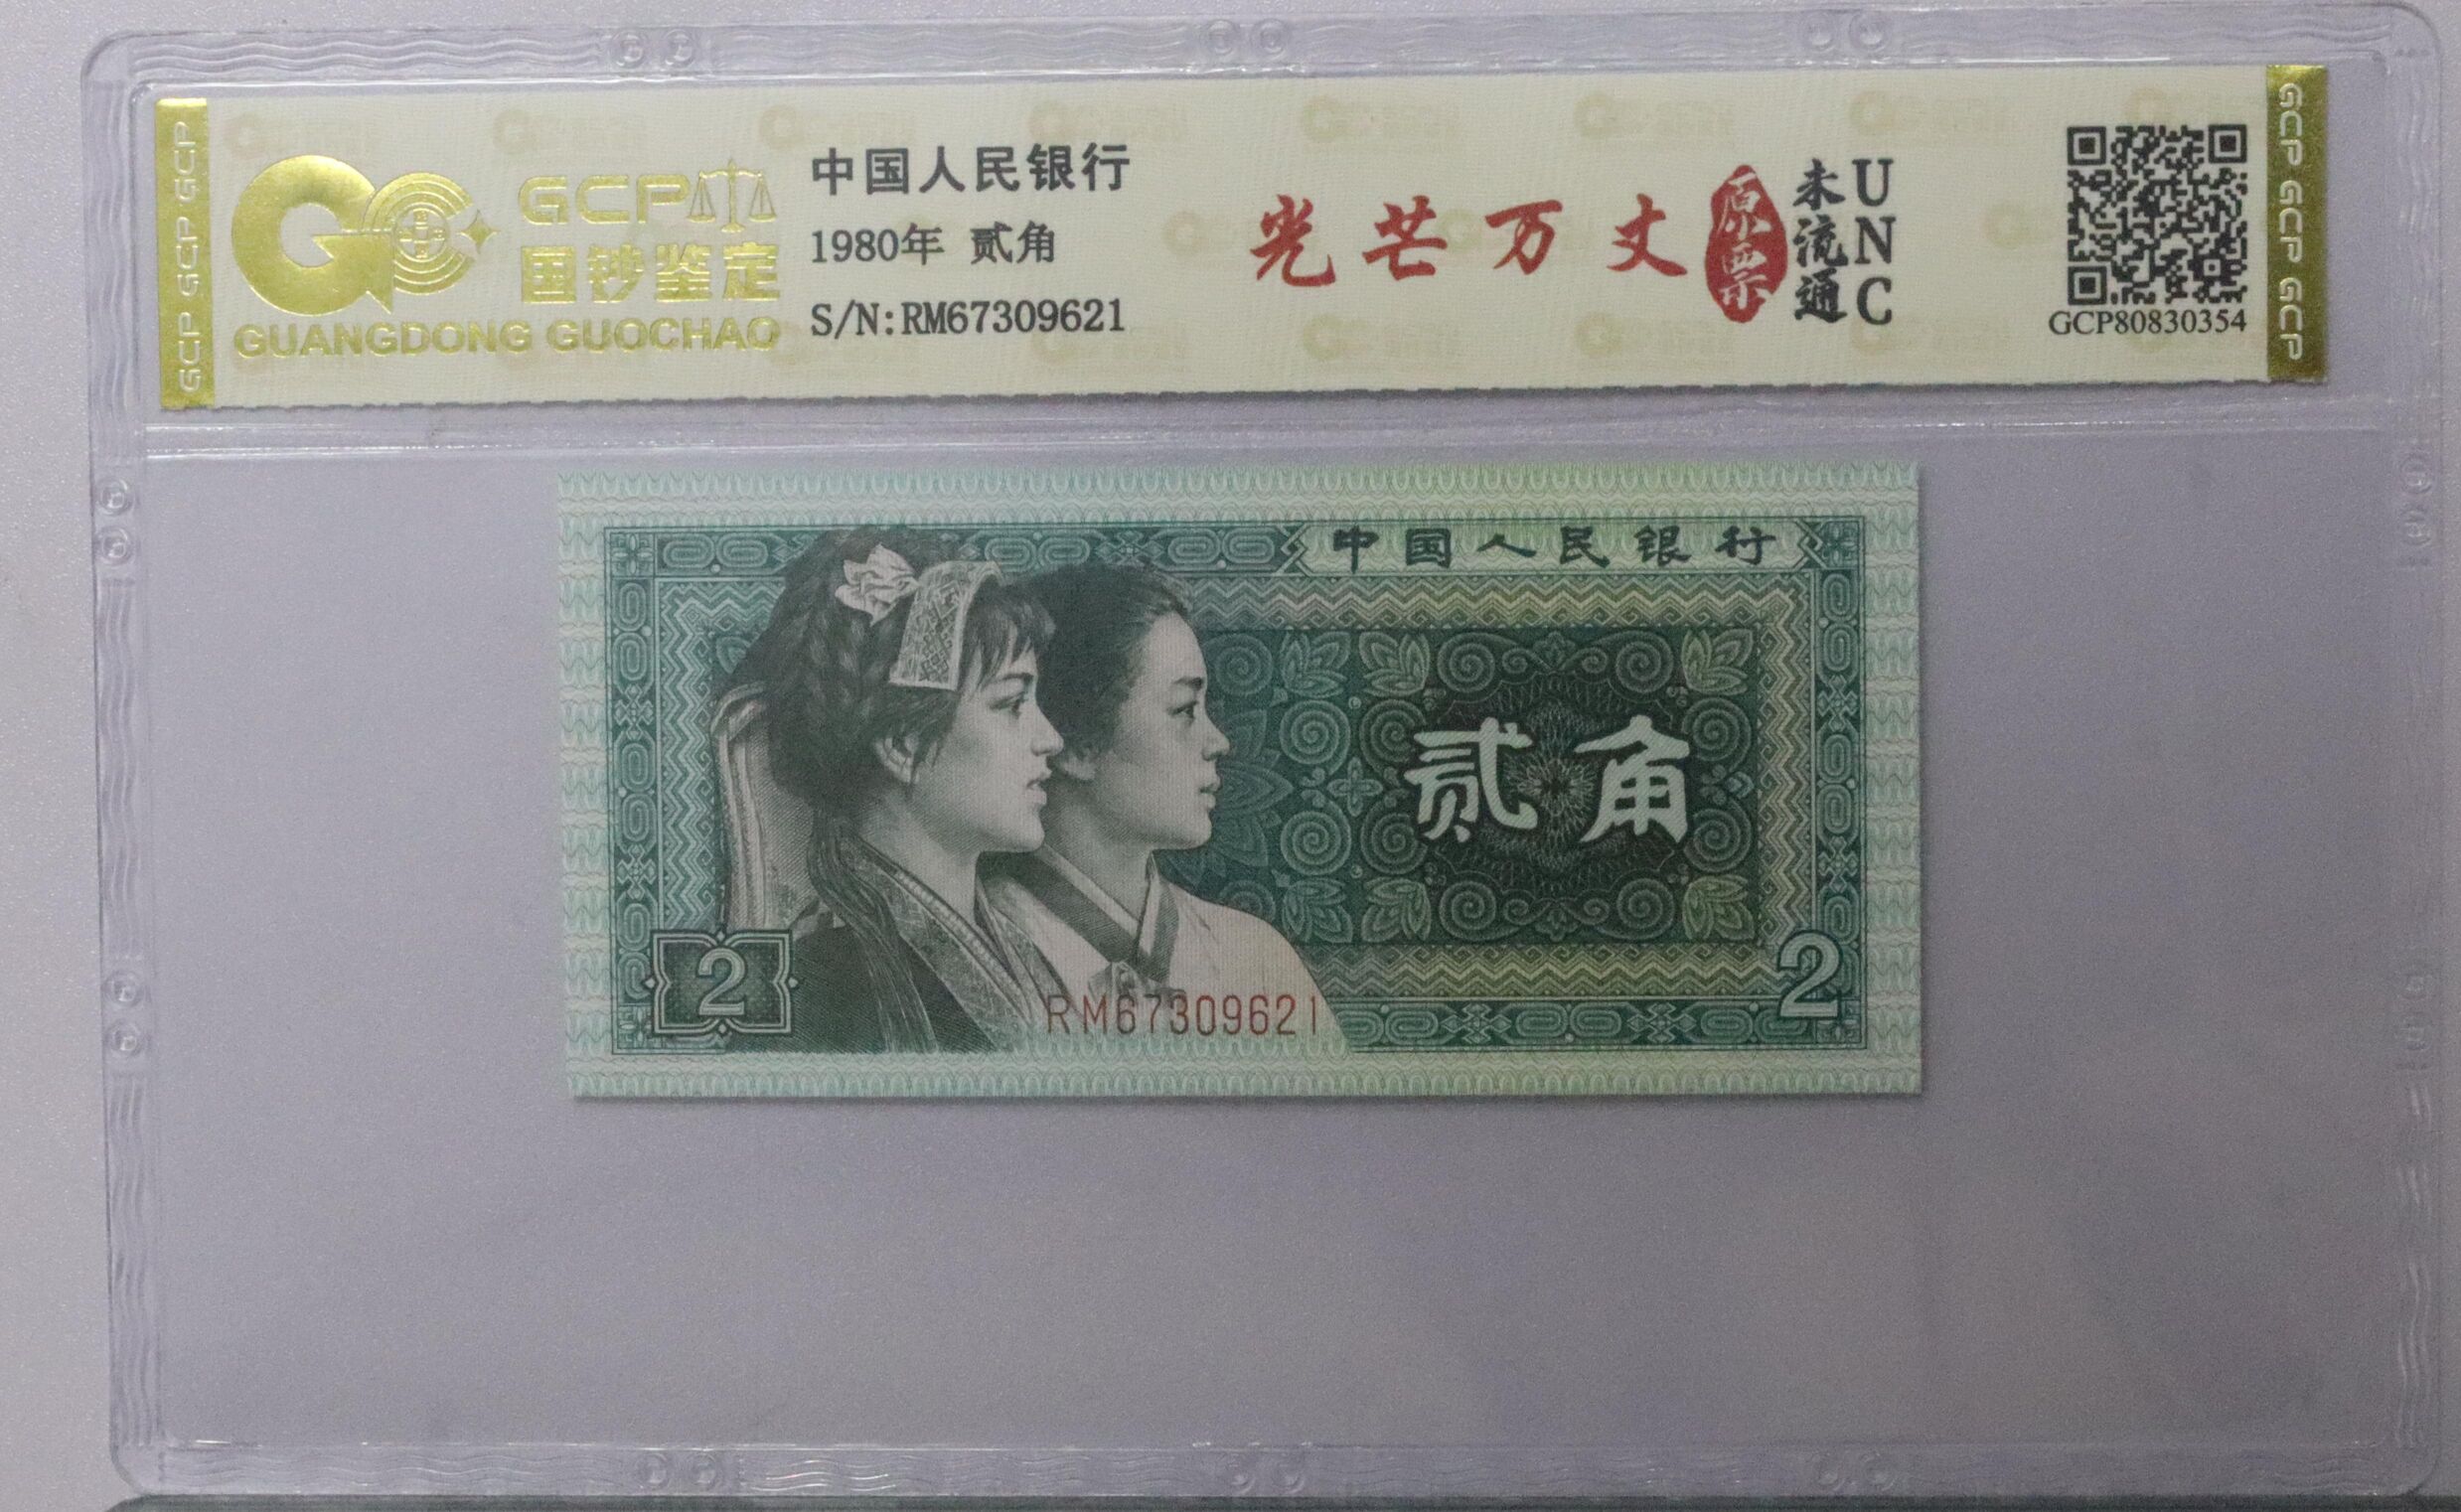 GCP GCP GCP
GCP
国钞鉴定
GUANGDONG GUOCHAO
中国人民银行
1980年 贰角
S/N:RM67309621
光芒万丈
原票
未流通
UNC
GCP80830354
GCP GCP GCP
中国人民银行
贰角
2
RM67309621
2